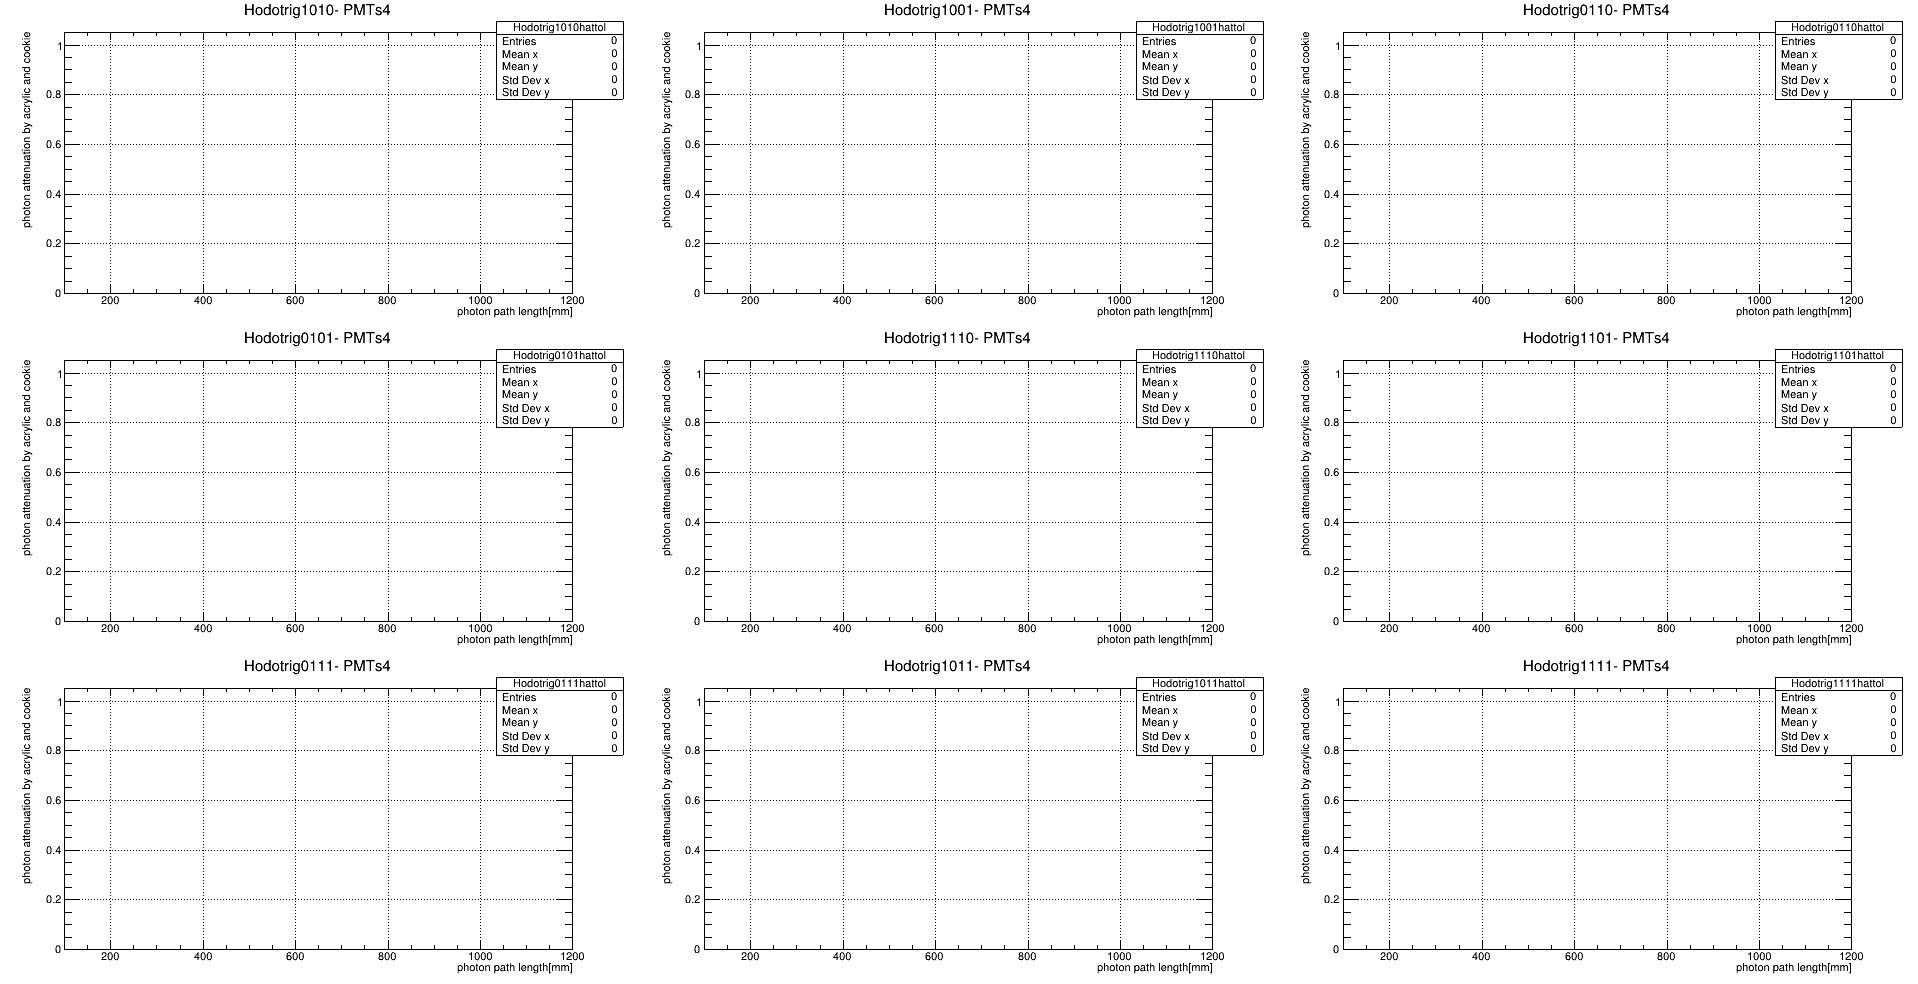 Hodotrig1010- PMTs4
Hodotrig1010hattol
Entries 0
Mean x 0
Mean y 0
Std Dev x 0
Std Dev y 0
photon attenuation by acrylic and cookie
1
0.8
0.6
0.4
0.2
0
200 400 600 800 1000 1200
photon path length[mm]
Hodotrig1001- PMTs4
Hodotrig1001hattol
Entries 0
Mean x 0
Mean y 0
Std Dev x 0
Std Dev y 0
photon attenuation by acrylic and cookie
1
0.8
0.6
0.4
0.2
0
200 400 600 800 1000 1200
photon path length[mm]
Hodotrig0110- PMTs4
Hodotrig0110hattol
Entries 0
Mean x 0
Mean y 0
Std Dev x 0
Std Dev y 0
photon attenuation by acrylic and cookie
1
0.8
0.6
0.4
0.2
0
200 400 600 800 1000 1200
photon path length[mm]
Hodotrig0101- PMTs4
Hodotrig0101hattol
Entries 0
Mean x 0
Mean y 0
Std Dev x 0
Std Dev y 0
photon attenuation by acrylic and cookie
1
0.8
0.6
0.4
0.2
0
200 400 600 800 1000 1200
photon path length[mm]
Hodotrig1110- PMTs4
Hodotrig1110hattol
Entries 0
Mean x 0
Mean y 0
Std Dev x 0
Std Dev y 0
photon attenuation by acrylic and cookie
1
0.8
0.6
0.4
0.2
0
200 400 600 800 1000 1200
photon path length[mm]
Hodotrig1101- PMTs4
Hodotrig1101hattol
Entries 0
Mean x 0
Mean y 0
Std Dev x 0
Std Dev y 0
photon attenuation by acrylic and cookie
1
0.8
0.6
0.4
0.2
0
200 400 600 800 1000 1200
photon path length[mm]
Hodotrig0111- PMTs4
Hodotrig0111hattol
Entries 0
Mean x 0
Mean y 0
Std Dev x 0
Std Dev y 0
photon attenuation by acrylic and cookie
1
0.8
0.6
0.4
0.2
0
200 400 600 800 1000 1200
photon path length[mm]
Hodotrig1011- PMTs4
Hodotrig1011hattol
Entries 0
Mean x 0
Mean y 0
Std Dev x 0
Std Dev y 0
photon attenuation by acrylic and cookie
1
0.8
0.6
0.4
0.2
0
200 400 600 800 1000 1200
photon path length[mm]
Hodotrig1111- PMTs4
Hodotrig1111hattol
Entries 0
Mean x 0
Mean y 0
Std Dev x 0
Std Dev y 0
photon attenuation by acrylic and cookie
1
0.8
0.6
0.4
0.2
0
200 400 600 800 1000 1200
photon path length[mm]